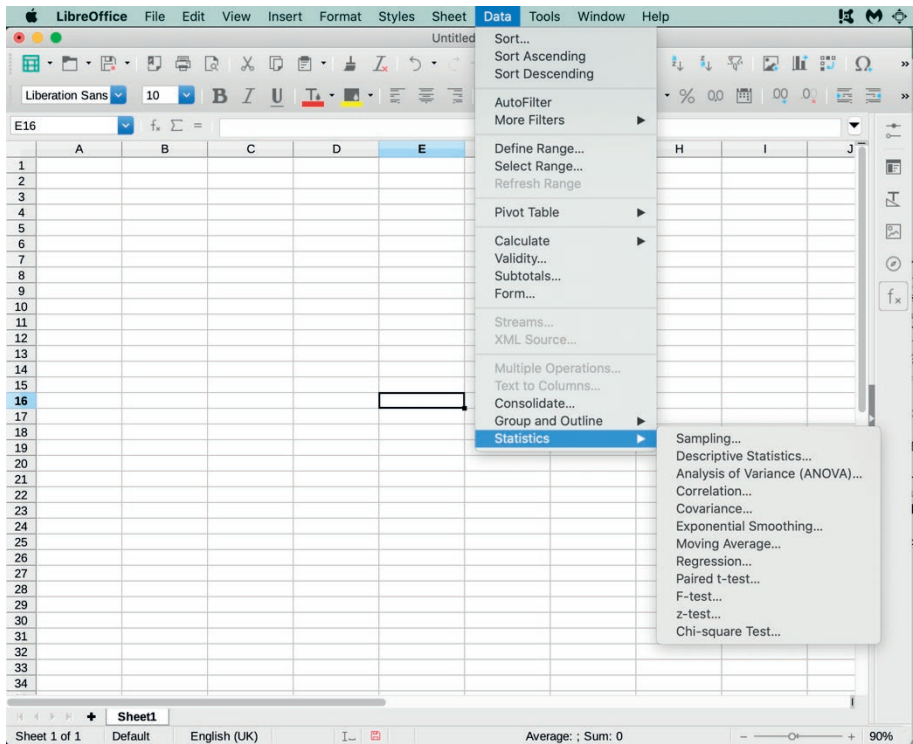 LibreOffice File Edit View Insert Format Styles Sheet Data Tools Window Help
Untitled
Liberation Sans 10 B I U
E16 fx Σ =
A B C D E H I J
Sort...
Sort Ascending
Sort Descending
AutoFilter
More Filters
Define Range...
Select Range...
Refresh Range
Pivot Table
Calculate
Validity...
Subtotals...
Form...
Streams...
XML Source...
Multiple Operations...
Text to Columns...
Consolidate...
Group and Outline
Statistics
Sampling...
Descriptive Statistics...
Analysis of Variance (ANOVA)...
Correlation...
Covariance...
Exponential Smoothing...
Moving Average...
Regression...
Paired t-test...
F-test...
z-test...
Chi-square Test...
1
2
3
4
5
6
7
8
9
10
11
12
13
14
15
16
17
18
19
20
21
22
23
24
25
26
27
28
29
30
31
32
33
34
Sheet1
Sheet 1 of 1 Default English (UK) Average: ; Sum: 0 90%